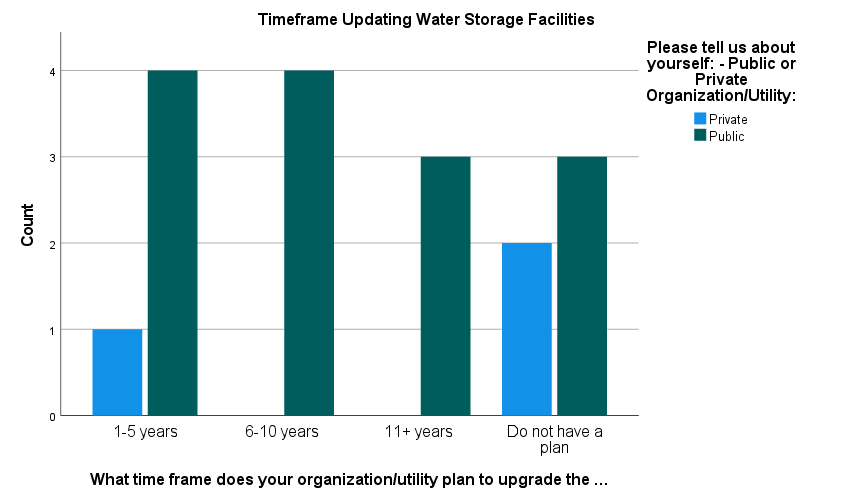 Timeframe Updating Water Storage Facilities
Please tell us about
yourself: - Public or
Private
Organization/Utility:
Private
Public
Count
4
3
2
1
0
1-5 years
6-10 years
11+ years
Do not have a
plan
What time frame does your organization/utility plan to upgrade the ...